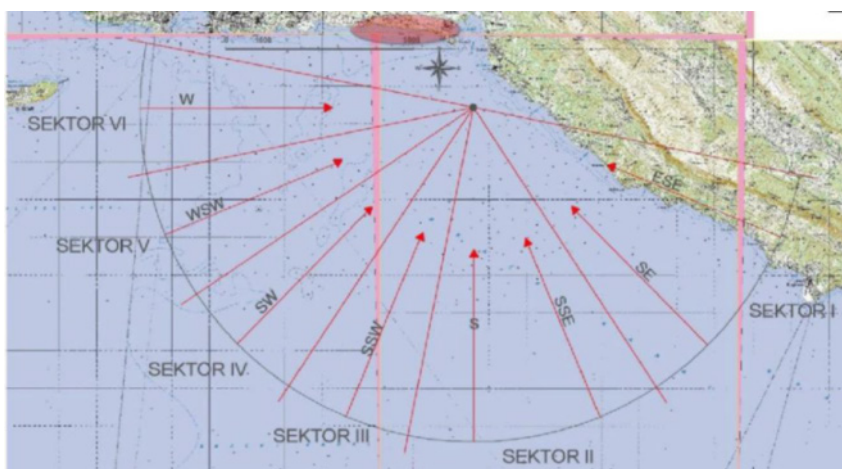 W
SEKTOR VI
WSW
SEKTOR V
SW
SEKTOR IV
SSW
SEKTOR III
S
SEKTOR II
SSE
SE
ESE
SEKTOR I